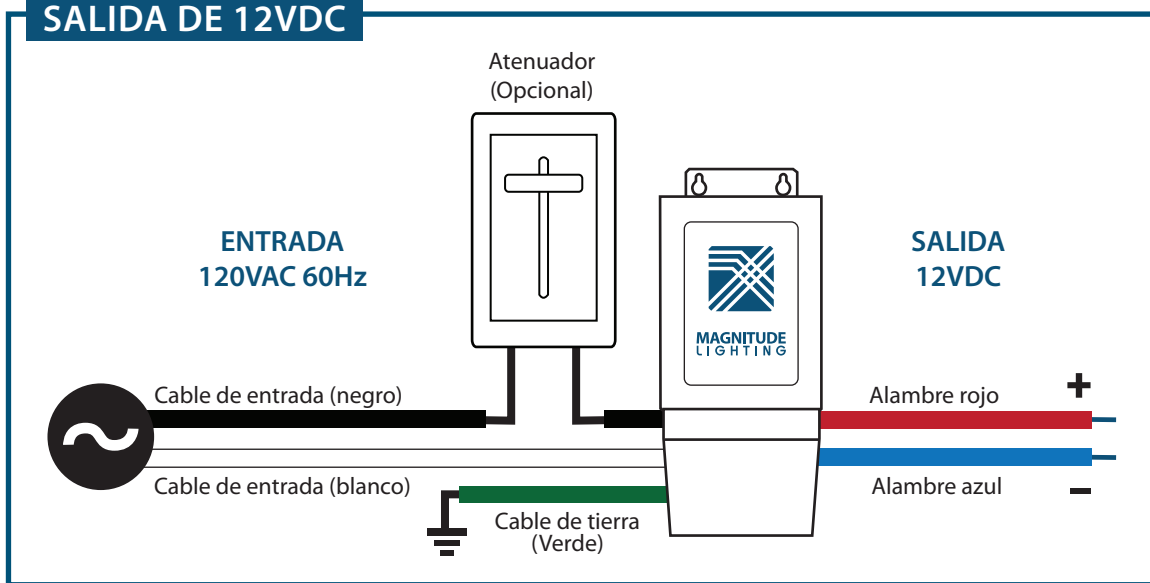 SALIDA DE 12VDC
Atenuador
(Opcional)
ENTRADA
120VAC 60Hz
SALIDA
12VDC
MAGNITUDE
LIGHTING
Cable de entrada (negro)
Alambre rojo
+
Cable de entrada (blanco)
Alambre azul
–
Cable de tierra
(Verde)